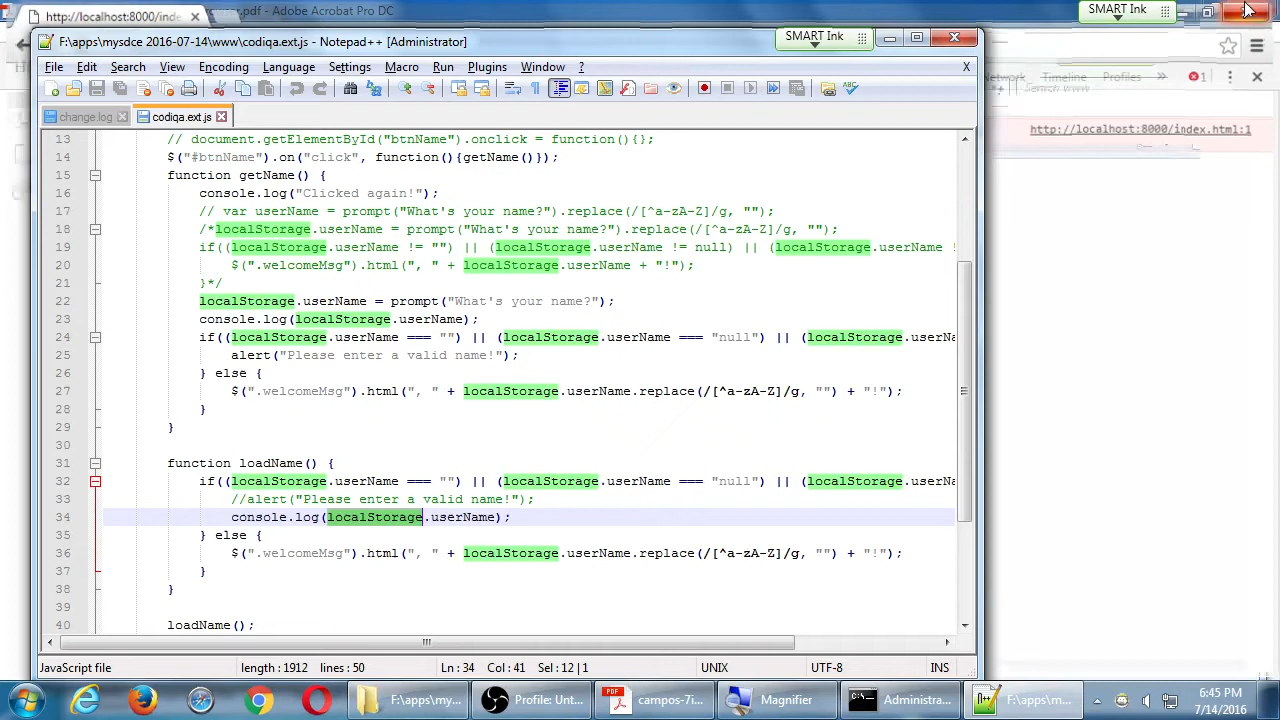 http://localhost:8000/inde
.pdf - Adobe Acrobat Pro DC
SMART Ink
F:\apps\mysdce 2016-07-14\www\codiqa.ext.js - Notepad++ [Administrator]
SMART Ink
File Edit Search View Encoding Run Plugins Window ? X
Timeline Profiles » 1
Search www
change.log
codiqa.ext.js
http://localhost:8000/index.html:1
13 // document.getElementById("btnName").onclick = function(){};
14 $("#btnName").on("click", function(){getName()});
15 function getName() {
16 console.log("Clicked again!");
17 // var userName = prompt("What's your name?").replace(/[^a-zA-Z]/g, "");
18 /*localStorage.userName = prompt("What's your name?").replace(/[^a-zA-Z]/g, "");
19 if((localStorage.userName != "") || (localStorage.userName != null) || (localStorage.userName !
20 $(".welcomeMsg").html(", " + localStorage.userName + "!");
21 }*/
22 localStorage.userName = prompt("What's your name?");
23 console.log(localStorage.userName);
24 if((localStorage.userName === "") || (localStorage.userName === "null") || (localStorage.userNa
25 alert("Please enter a valid name!");
26 } else {
27 $(".welcomeMsg").html(", " + localStorage.userName.replace(/[^a-zA-Z]/g, "") + "!");
28 }
29 }
30
31 function loadName() {
32 if((localStorage.userName === "") || (localStorage.userName === "null") || (localStorage.userNa
33 //alert("Please enter a valid name!");
34 console.log(localStorage.userName);
35 } else {
36 $(".welcomeMsg").html(", " + localStorage.userName.replace(/[^a-zA-Z]/g, "") + "!");
37 }
38 }
39
40 loadName();
JavaScript file length : 1912 lines : 50 Ln : 34 Col : 41 Sel : 12 | 1 UNIX UTF-8 INS
F:\apps\my... Profile: Unt... campos-7i... Magnifier Administra... F:\apps\m...
6:45 PM
7/14/2016